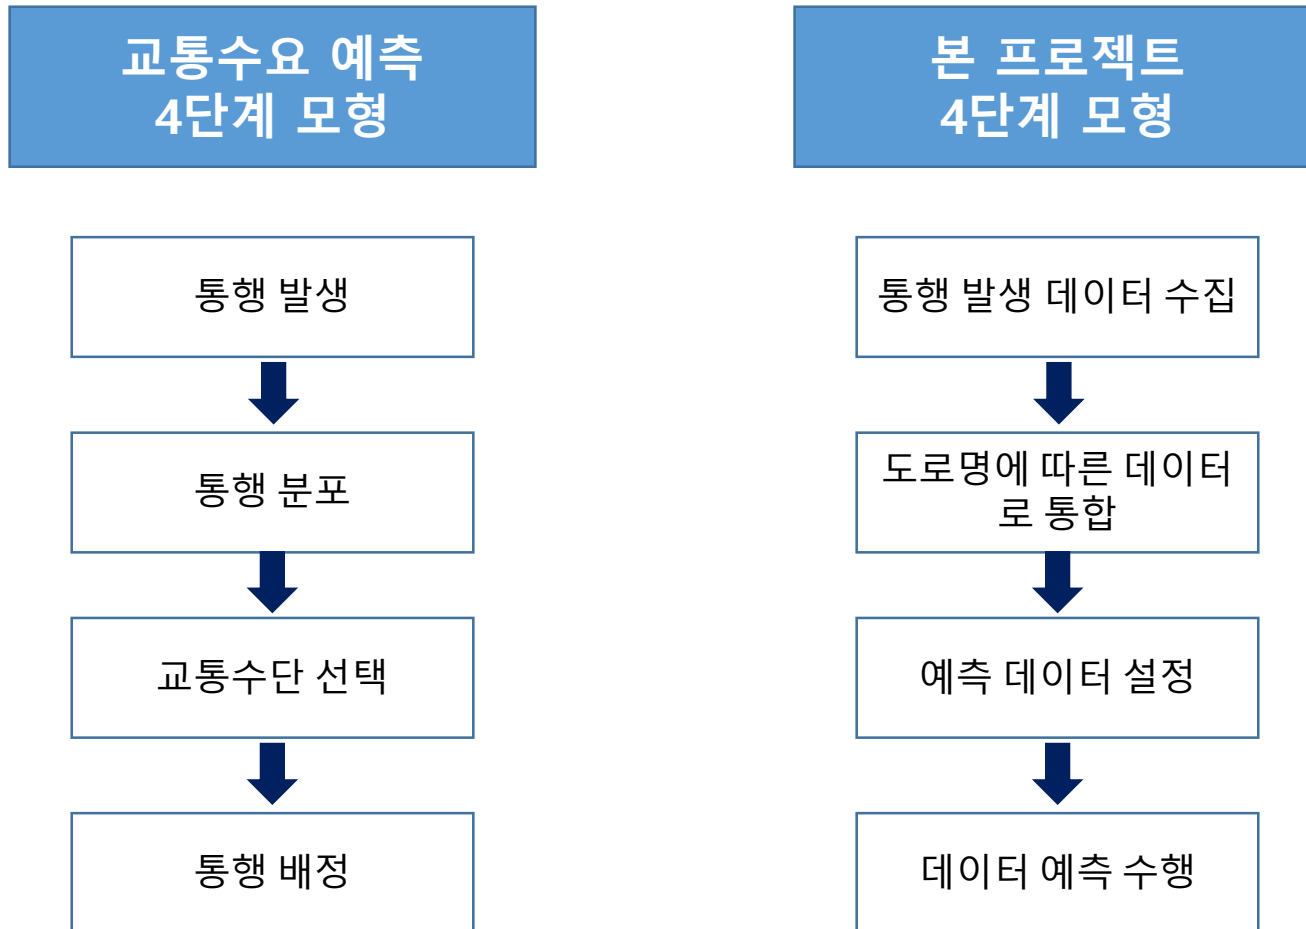 교통수요 예측
4단계 모형
통행 발생
통행 분포
교통수단 선택
통행 배정
본 프로젝트
4단계 모형
통행 발생 데이터 수집
도로명에 따른 데이터
로 통합
예측 데이터 설정
데이터 예측 수행